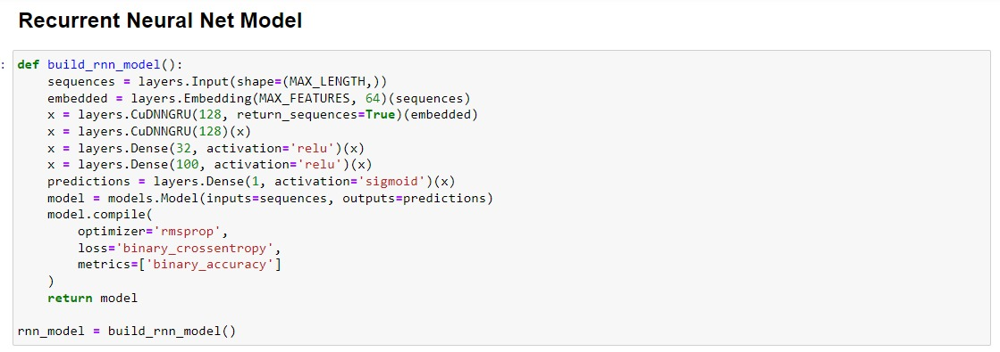 Recurrent Neural Net Model
: def build_rnn_model():
    sequences = layers.Input(shape=(MAX_LENGTH,))
    embedded = layers.Embedding(MAX_FEATURES, 64)(sequences)
    x = layers.CuDNNGRU(128, return_sequences=True)(embedded)
    x = layers.CuDNNGRU(128)(x)
    x = layers.Dense(32, activation='relu')(x)
    x = layers.Dense(100, activation='relu')(x)
    predictions = layers.Dense(1, activation='sigmoid')(x)
    model = models.Model(inputs=sequences, outputs=predictions)
    model.compile(
        optimizer='rmsprop',
        loss='binary_crossentropy',
        metrics=['binary_accuracy']
    )
    return model
rnn_model = build_rnn_model()